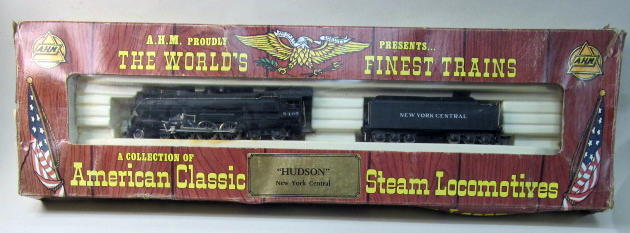 A.H.M. PROUDLY PRESENTS...
THE WORLD'S FINEST TRAINS
AHM
AHM
5405
NEW YORK CENTRAL
A COLLECTION OF
American Classic Steam Locomotives
"HUDSON"
New York Central